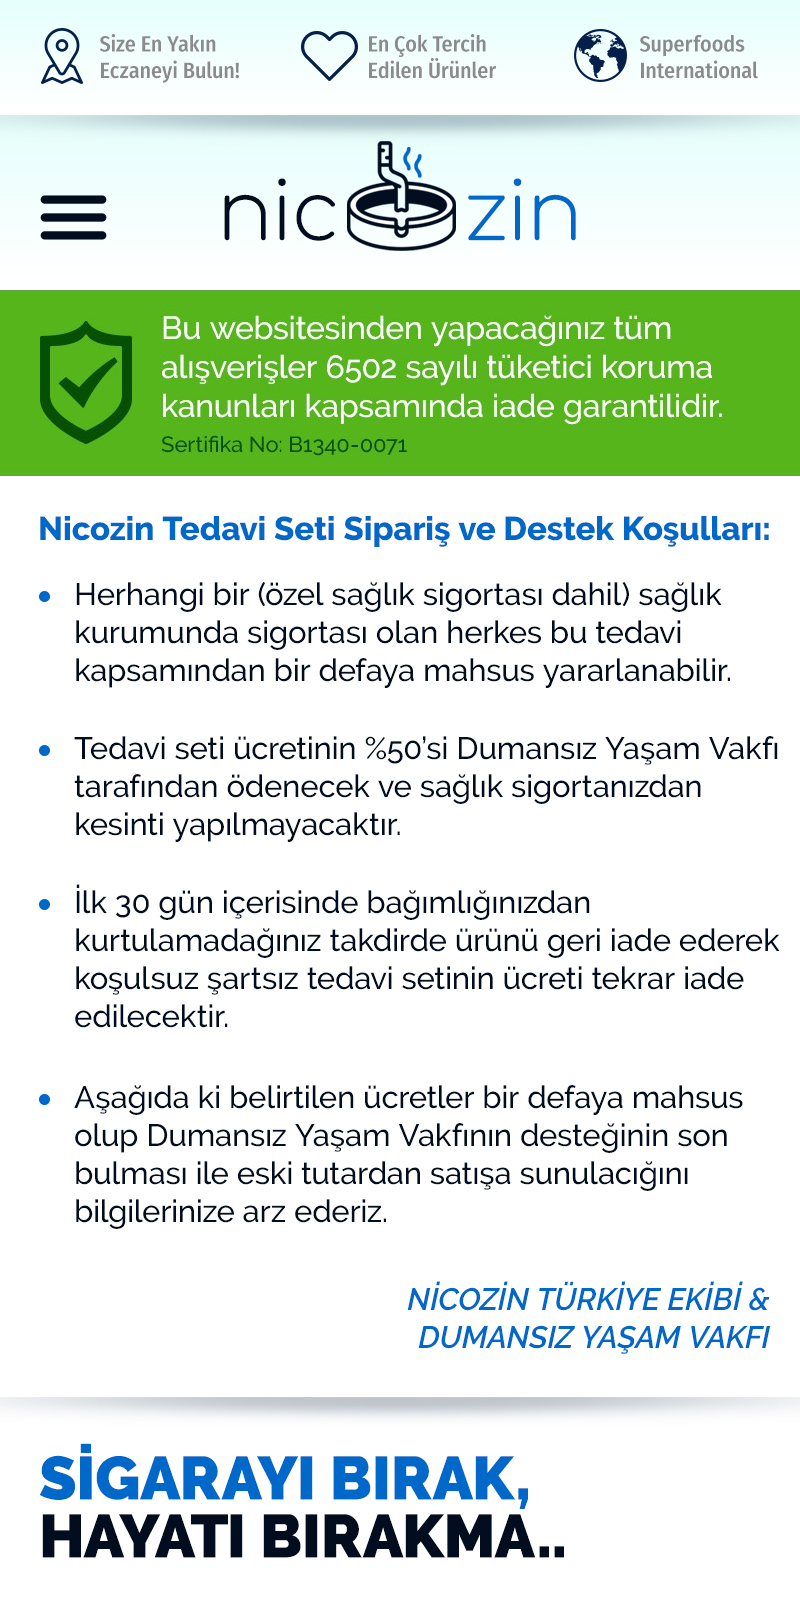 Size En Yakın
Eczaneyi Bulun!
En Çok Tercih
Edilen Ürünler
Superfoods
International
nicozin
Bu websitesinden yapacağınız tüm
alışverişler 6502 sayılı tüketici koruma
kanunları kapsamında iade garantilidir.
Sertifika No: B1340-0071
Nicozin Tedavi Seti Sipariş ve Destek Koşulları:
• Herhangi bir (özel sağlık sigortası dahil) sağlık
kurumunda sigortası olan herkes bu tedavi
kapsamından bir defaya mahsus yararlanabilir.
• Tedavi seti ücretinin %50’si Dumansız Yaşam Vakfı
tarafından ödenecek ve sağlık sigortanızdan
kesinti yapılmayacaktır.
• İlk 30 gün içerisinde bağımlığınızdan
kurtulamadağınız takdirde ürünü geri iade ederek
koşulsuz şartsız tedavi setinin ücreti tekrar iade
edilecektir.
• Aşağıda ki belirtilen ücretler bir defaya mahsus
olup Dumansız Yaşam Vakfının desteğinin son
bulması ile eski tutardan satışa sunulacığını
bilgilerinize arz ederiz.
NİCOZİN TÜRKİYE EKİBİ &
DUMANSIZ YAŞAM VAKFI
SİGARAYI BIRAK,
HAYATI BIRAKMA..